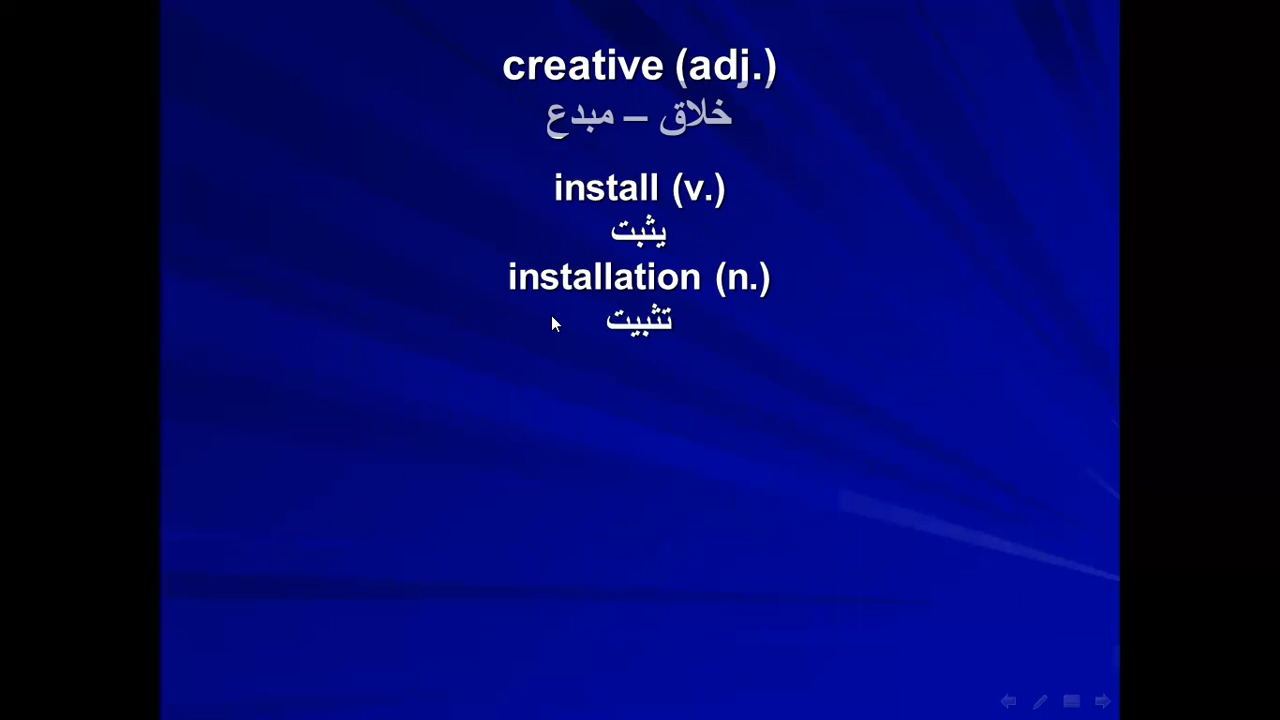 creative (adj.)
خلاق – مبدع
install (v.)
يثبت
installation (n.)
تثبيت